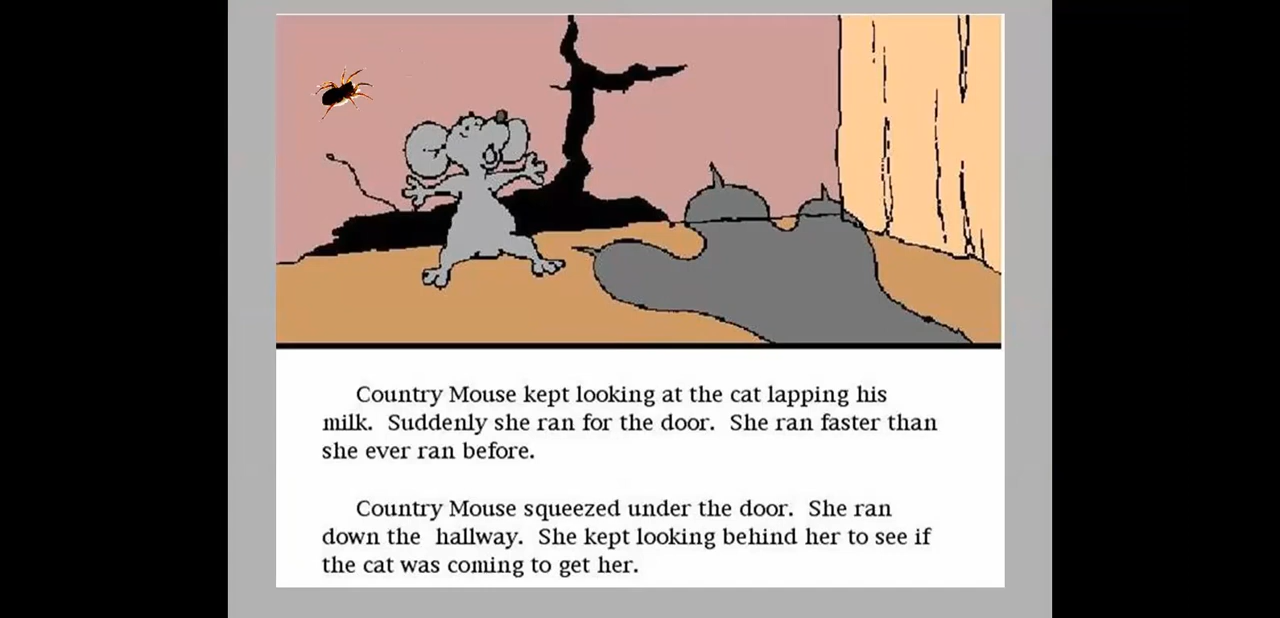 Country Mouse kept looking at the cat lapping his
milk. Suddenly she ran for the door. She ran faster than
she ever ran before.
Country Mouse squeezed under the door. She ran
down the hallway. She kept looking behind her to see if
the cat was coming to get her.